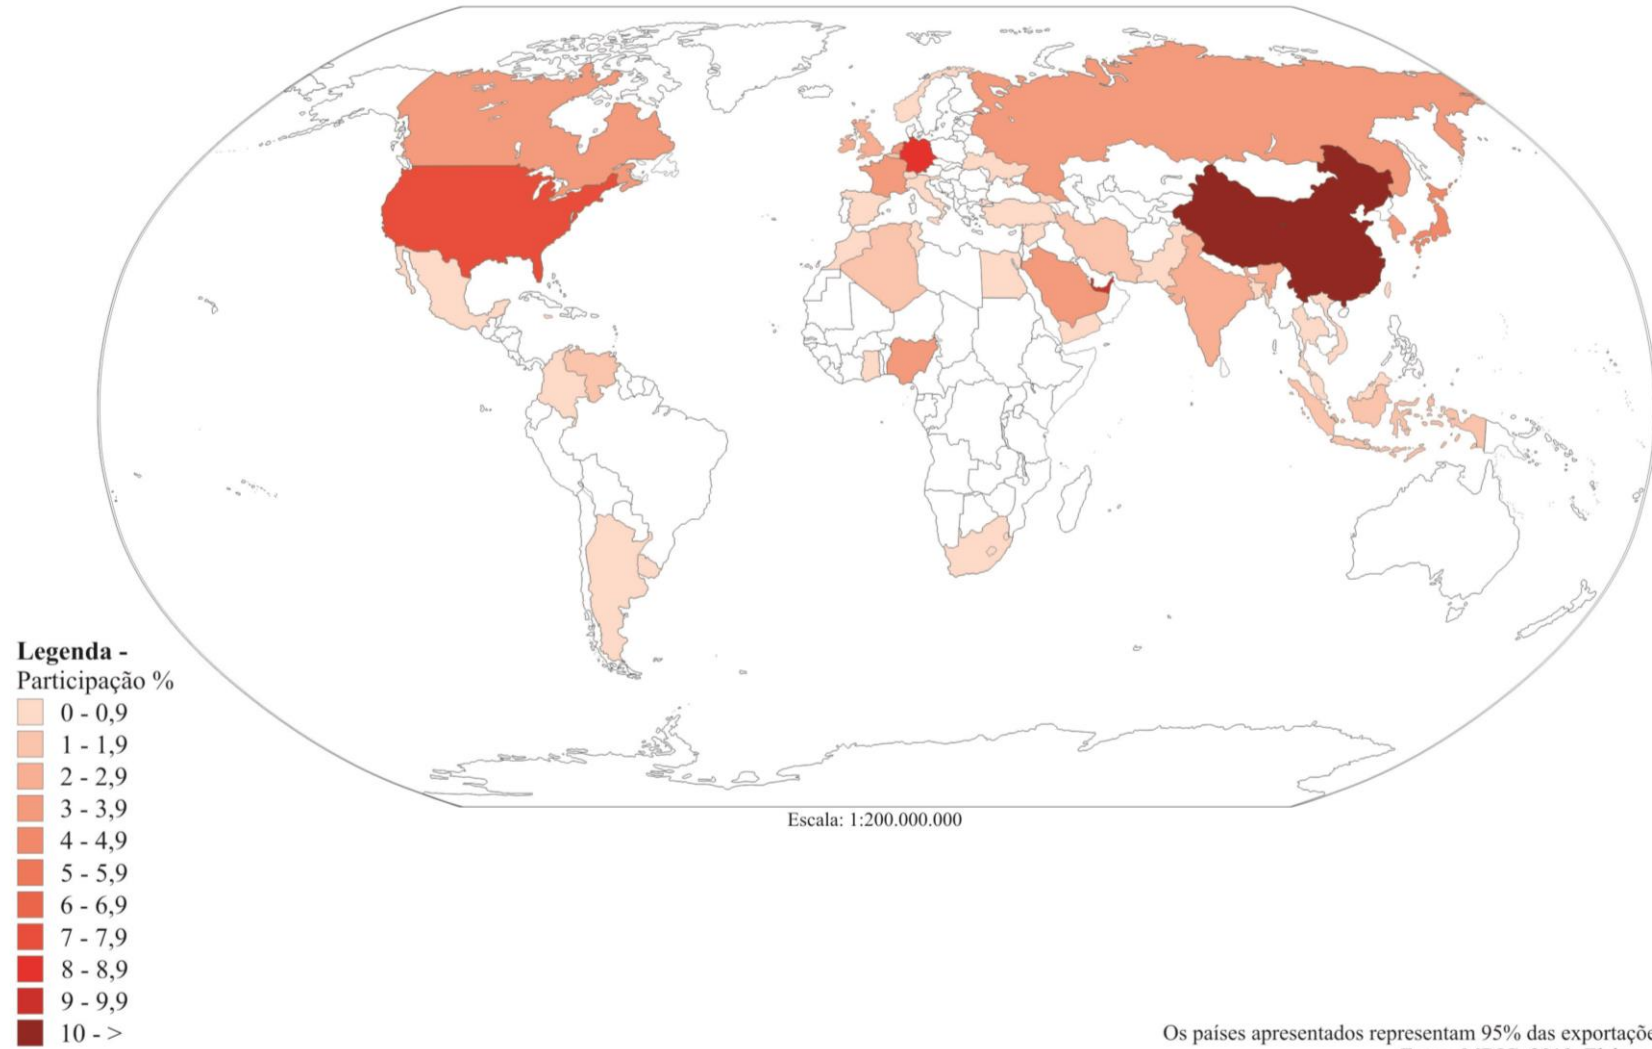 Legenda -
Participação %
0 - 0,9
1 - 1,9
2 - 2,9
3 - 3,9
4 - 4,9
5 - 5,9
6 - 6,9
7 - 7,9
8 - 8,9
9 - 9,9
10 - >
Escala: 1:200.000.000
Os países apresentados representam 95% das